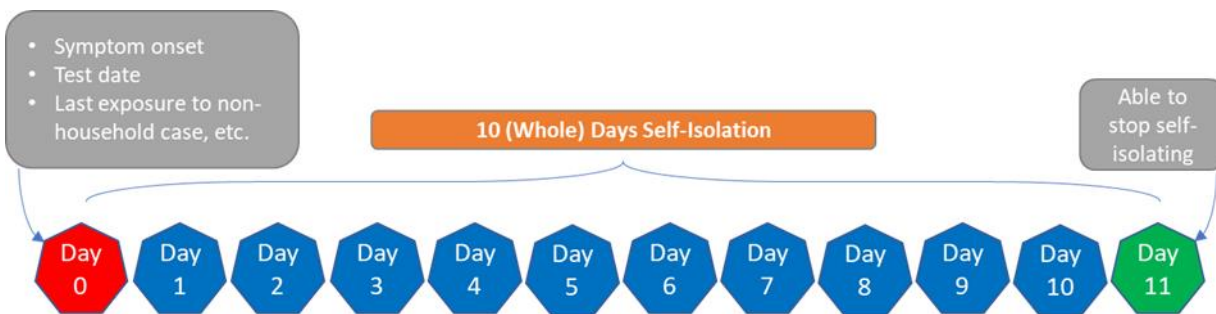 • Symptom onset
• Test date
• Last exposure to non-
household case, etc.
10 (Whole) Days Self-Isolation
Able to
stop self-
isolating
Day
0
Day
1
Day
2
Day
3
Day
4
Day
5
Day
6
Day
7
Day
8
Day
9
Day
10
Day
11